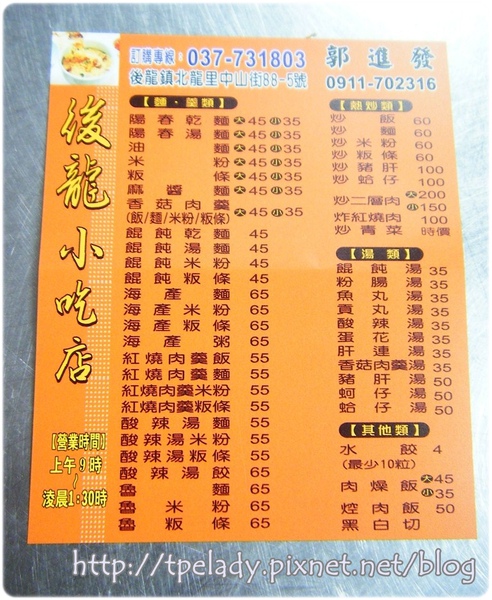 訂購專線：037-731803
後龍鎮北龍里中山街88-5號
郭進發
0911-702316
後龍小吃店
【營業時間】
上午9時
~
凌晨1:30時
【麵、羹類】
陽春乾麵 大45 小35
陽春湯麵 大45 小35
油麵 大45 小35
米粉 大45 小35
粄條 大45 小35
麻醬麵 大45 小35
香菇肉羹
(飯/麵/米粉/粄條) 大45 小35
餛飩乾麵 45
餛飩湯麵 45
餛飩米粉 45
餛飩粄條 45
海產麵 65
海產米粉 65
海產粄條 65
海產粥 65
紅燒肉羹飯 55
紅燒肉羹麵 55
紅燒肉羹米粉 55
紅燒肉羹粄條 55
酸辣湯麵 55
酸辣湯米粉 55
酸辣湯粄條 55
酸辣湯餃 65
魯麵 65
魯米粉 65
魯粄條 65
【熱炒類】
炒飯 60
炒麵 60
炒米粉 60
炒粄條 60
炒豬肝 100
炒蛤仔 100
炒二層肉 大200 小150
炸紅燒肉 100
炒青菜 時價
【湯類】
餛飩湯 35
粉腸湯 35
魚丸湯 35
貢丸湯 35
酸辣湯 35
蛋花湯 35
肝連湯 35
香菇肉羹湯 35
豬肝湯 50
蚵仔湯 50
蛤仔湯 50
【其他類】
水餃 4
(最少10粒)
肉燥飯 大45 小35
焢肉飯 50
黑白切
http://tpelady.pixnet.net/blog